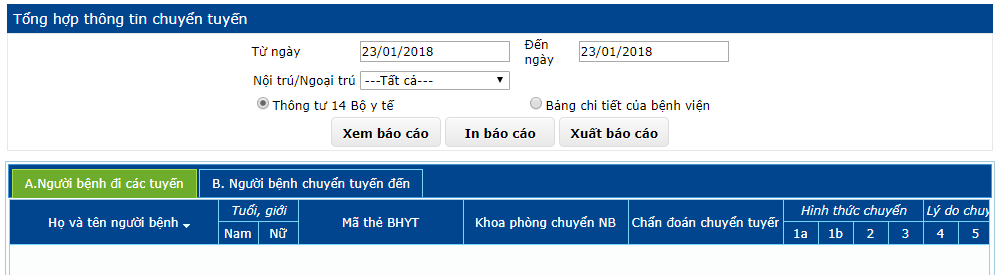 Tổng hợp thông tin chuyển tuyến
Từ ngày 23/01/2018 Đến ngày 23/01/2018
Nội trú/Ngoại trú ---Tất cả---
Thông tư 14 Bộ y tế Bảng chi tiết của bệnh viện
Xem báo cáo In báo cáo Xuất báo cáo
A.Người bệnh đi các tuyến B. Người bệnh chuyển tuyến đến
Họ và tên người bệnh Tuổi, giới Mã thẻ BHYT Khoa phòng chuyển NB Chẩn đoán chuyển tuyến Hình thức chuyển Lý do chuy
Nam Nữ 1a 1b 2 3 4 5